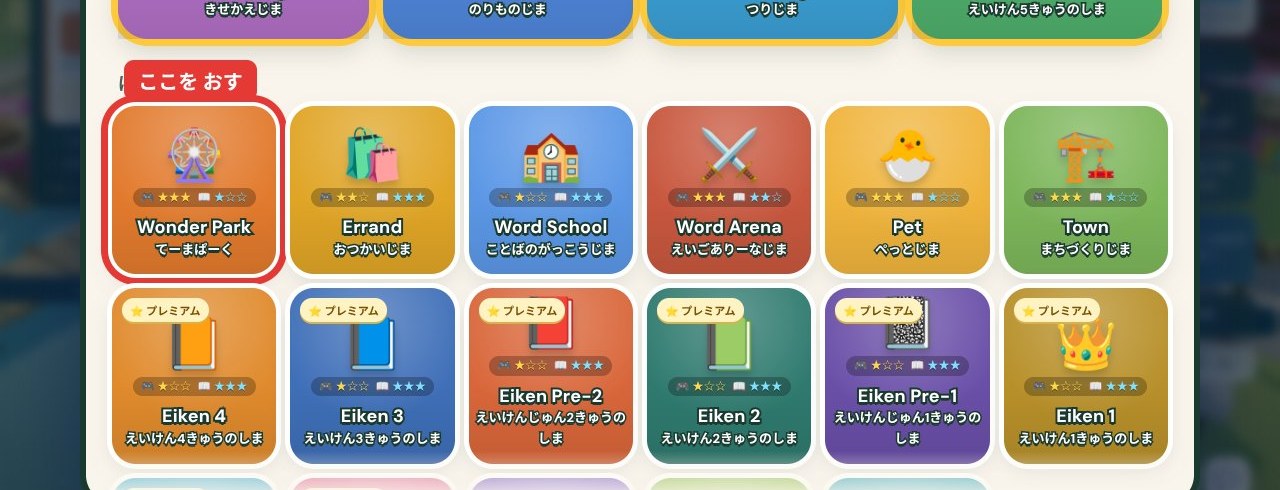 きせかえじま
のりものじま
つりじま
えいけん5きゅうのしま
ここを おす
★★★ ★☆☆
Wonder Park
てーまぱーく
★★☆ ★★★
Errand
おつかいじま
★☆☆ ★★★
Word School
ことばのがっこうじま
★★★ ★★☆
Word Arena
えいごありーなじま
★★★ ★☆☆
Pet
ぺっとじま
★★★ ★☆☆
Town
まちづくりじま
プレミアム
★☆☆ ★★★
Eiken 4
えいけん4きゅうのしま
プレミアム
★☆☆ ★★★
Eiken 3
えいけん3きゅうのしま
プレミアム
★☆☆ ★★★
Eiken Pre-2
えいけんじゅん2きゅうの
しま
プレミアム
★☆☆ ★★★
Eiken 2
えいけん2きゅうのしま
プレミアム
★☆☆ ★★★
Eiken Pre-1
えいけんじゅん1きゅうの
しま
プレミアム
★☆☆ ★★★
Eiken 1
えいけん1きゅうのしま